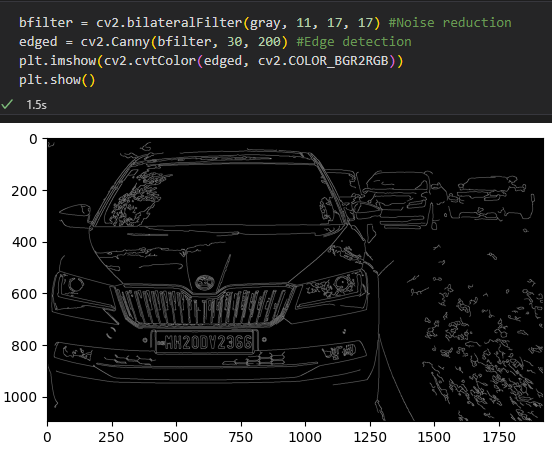 bfilter = cv2.bilateralFilter(gray, 11, 17, 17) #Noise reduction
edged = cv2.Canny(bfilter, 30, 200) #Edge detection
plt.imshow(cv2.cvtColor(edged, cv2.COLOR_BGR2RGB))
plt.show()
✓ 1.5s
0
200
400
600
MH20DY2366
800
1000
0 250 500 750 1000 1250 1500 1750